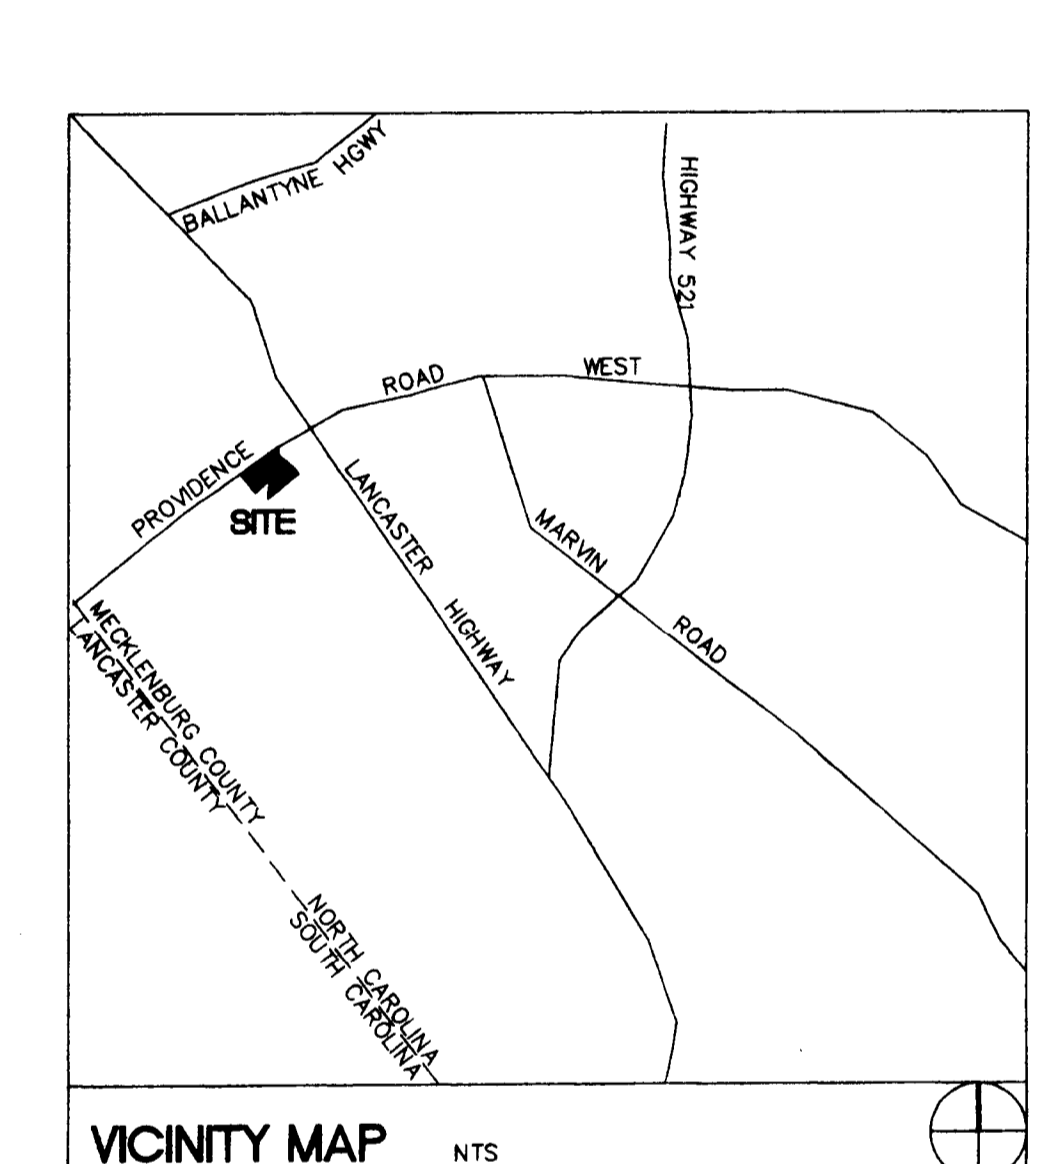 BALLANTYNE HGWY
HIGHWAY 521
PROVIDENCE ROAD WEST
SITE
LANCASTER HIGHWAY
MARVIN ROAD
MECKLENBURG COUNTY
LANCASTER COUNTY
NORTH CAROLINA
SOUTH CAROLINA
VICINITY MAP NTS